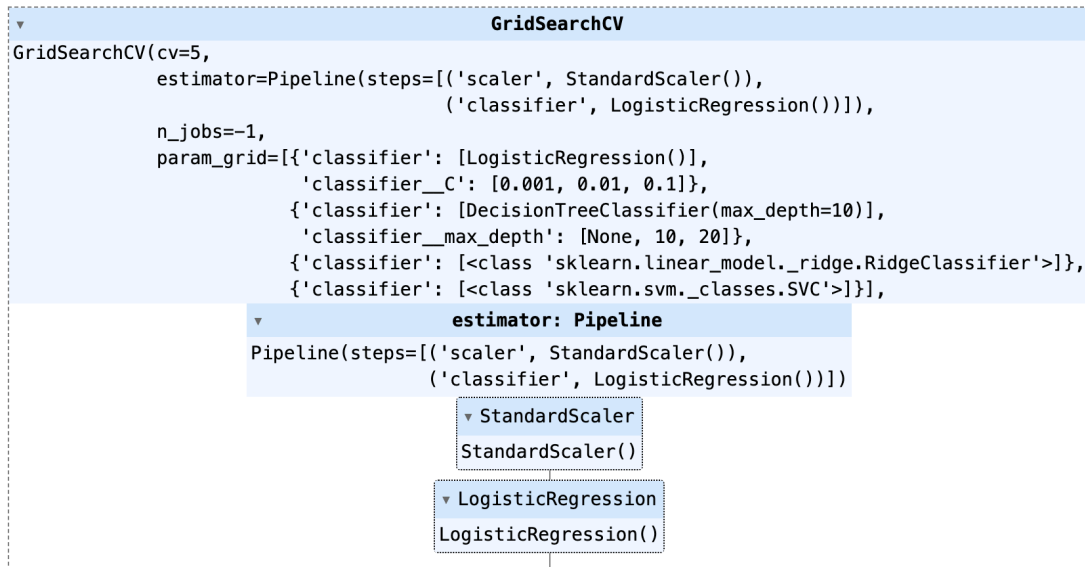 GridSearchCV
GridSearchCV(cv=5,
estimator=Pipeline(steps=[('scaler', StandardScaler()),
('classifier', LogisticRegression())]),
n_jobs=-1,
param_grid=[{'classifier': [LogisticRegression()],
'classifier__C': [0.001, 0.01, 0.1]},
{'classifier': [DecisionTreeClassifier(max_depth=10)],
'classifier__max_depth': [None, 10, 20]},
{'classifier': [<class 'sklearn.linear_model._ridge.RidgeClassifier'>]},
{'classifier': [<class 'sklearn.svm._classes.SVC'>]}],
estimator: Pipeline
Pipeline(steps=[('scaler', StandardScaler()),
('classifier', LogisticRegression())])
StandardScaler
StandardScaler()
LogisticRegression
LogisticRegression()